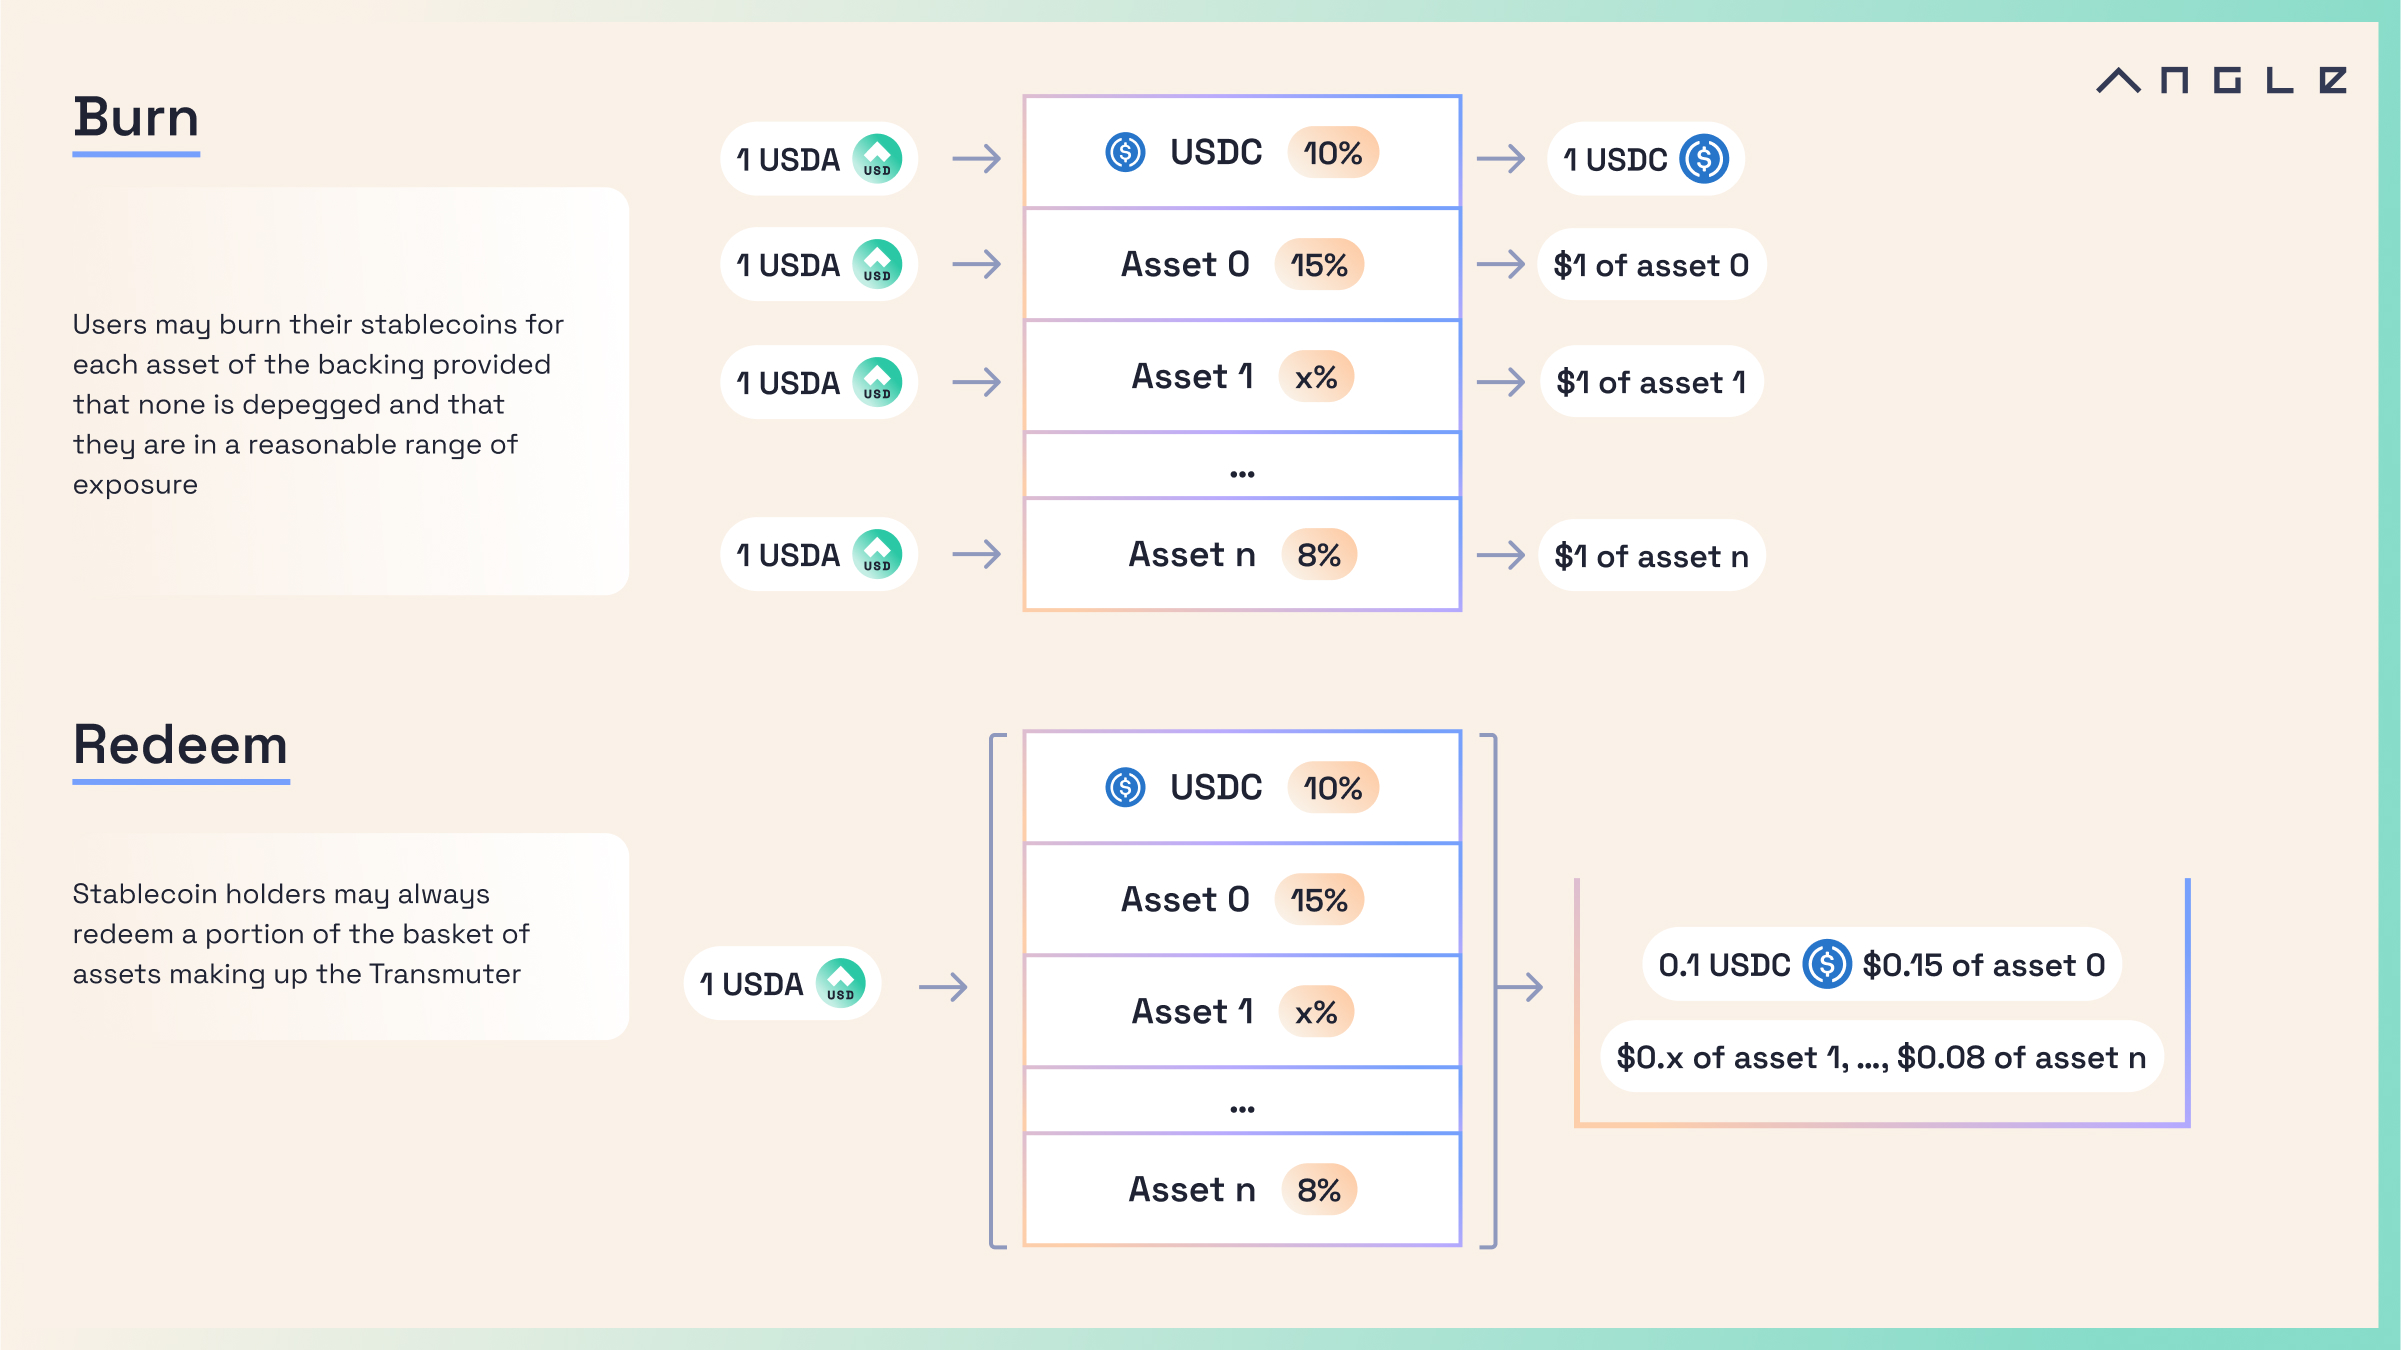 ANGLE
Burn
Users may burn their stablecoins for
each asset of the backing provided
that none is depegged and that
they are in a reasonable range of
exposure
1 USDA USD
USDC 10%
1 USDC
1 USDA USD
Asset 0 15%
$1 of asset 0
1 USDA USD
Asset 1 x%
$1 of asset 1
...
1 USDA USD
Asset n 8%
$1 of asset n
Redeem
Stablecoin holders may always
redeem a portion of the basket of
assets making up the Transmuter
1 USDA USD
USDC 10%
Asset 0 15%
Asset 1 x%
...
Asset n 8%
0.1 USDC $0.15 of asset 0
$0.x of asset 1, ..., $0.08 of asset n